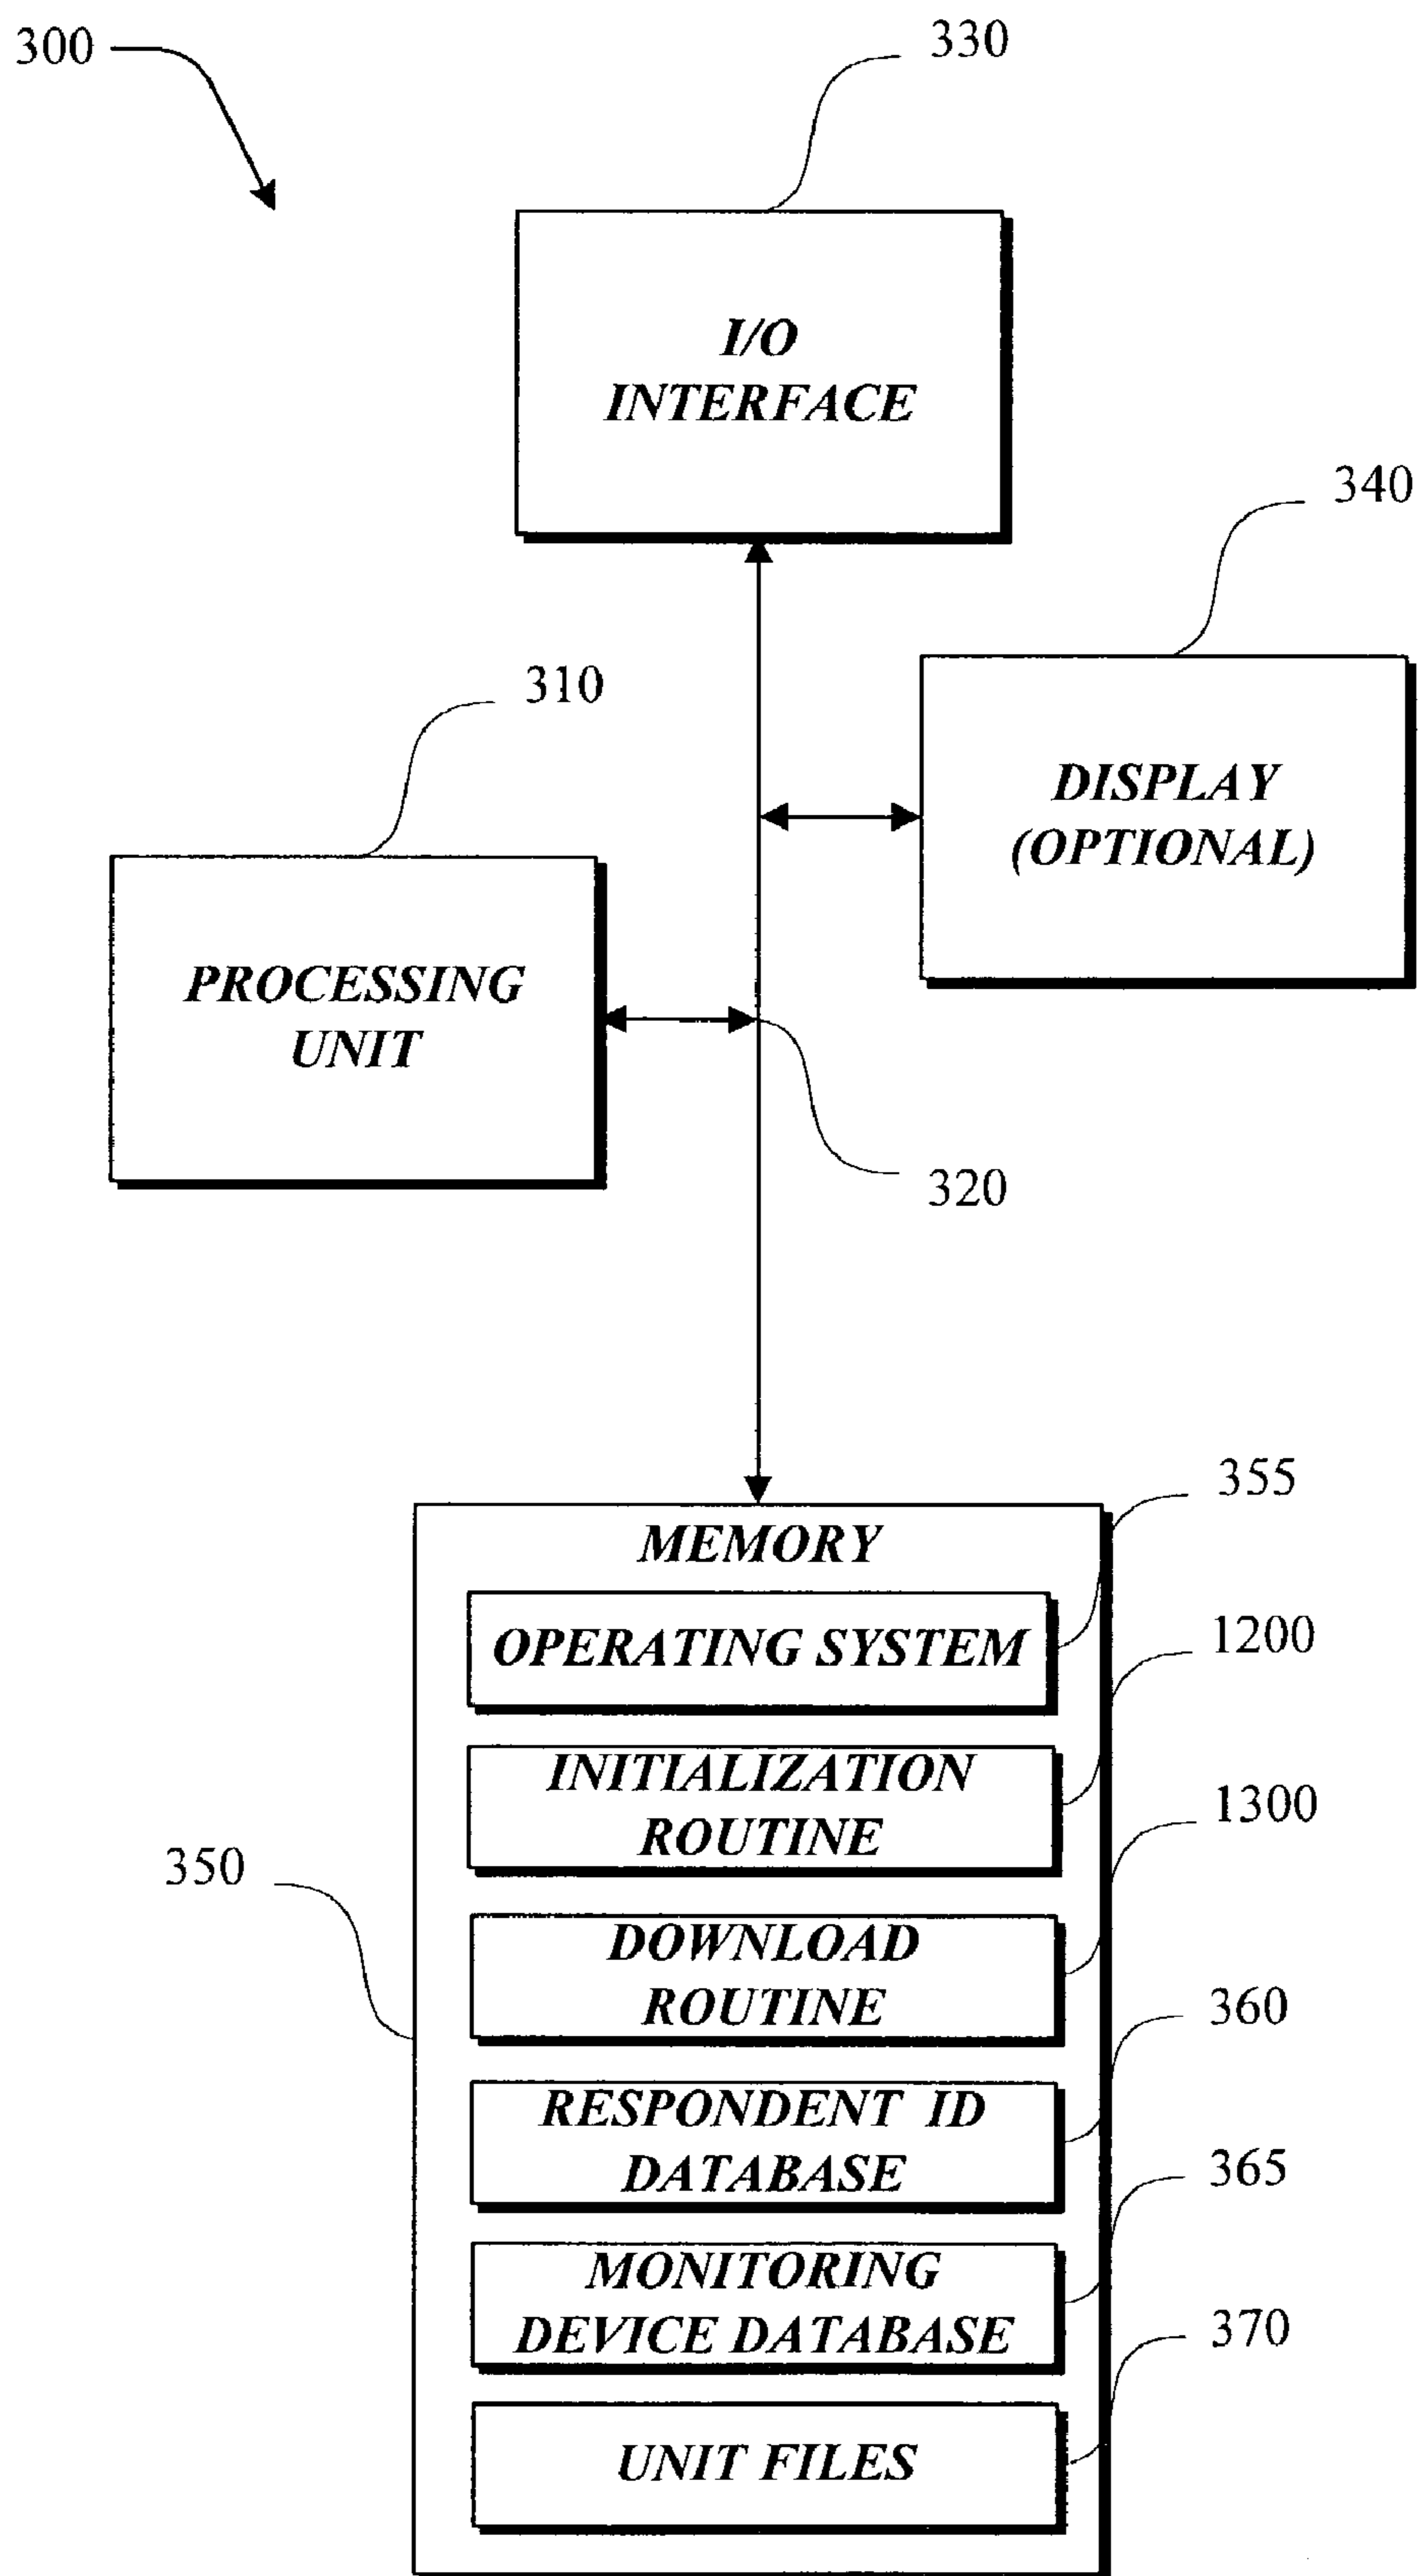 300
330
I/O
INTERFACE
340
310
DISPLAY
(OPTIONAL)
PROCESSING
UNIT
320
355
MEMORY
OPERATING SYSTEM
1200
INITIALIZATION
ROUTINE
1300
350
DOWNLOAD
ROUTINE
360
RESPONDENT ID
DATABASE
365
MONITORING
DEVICE DATABASE
370
UNIT FILES